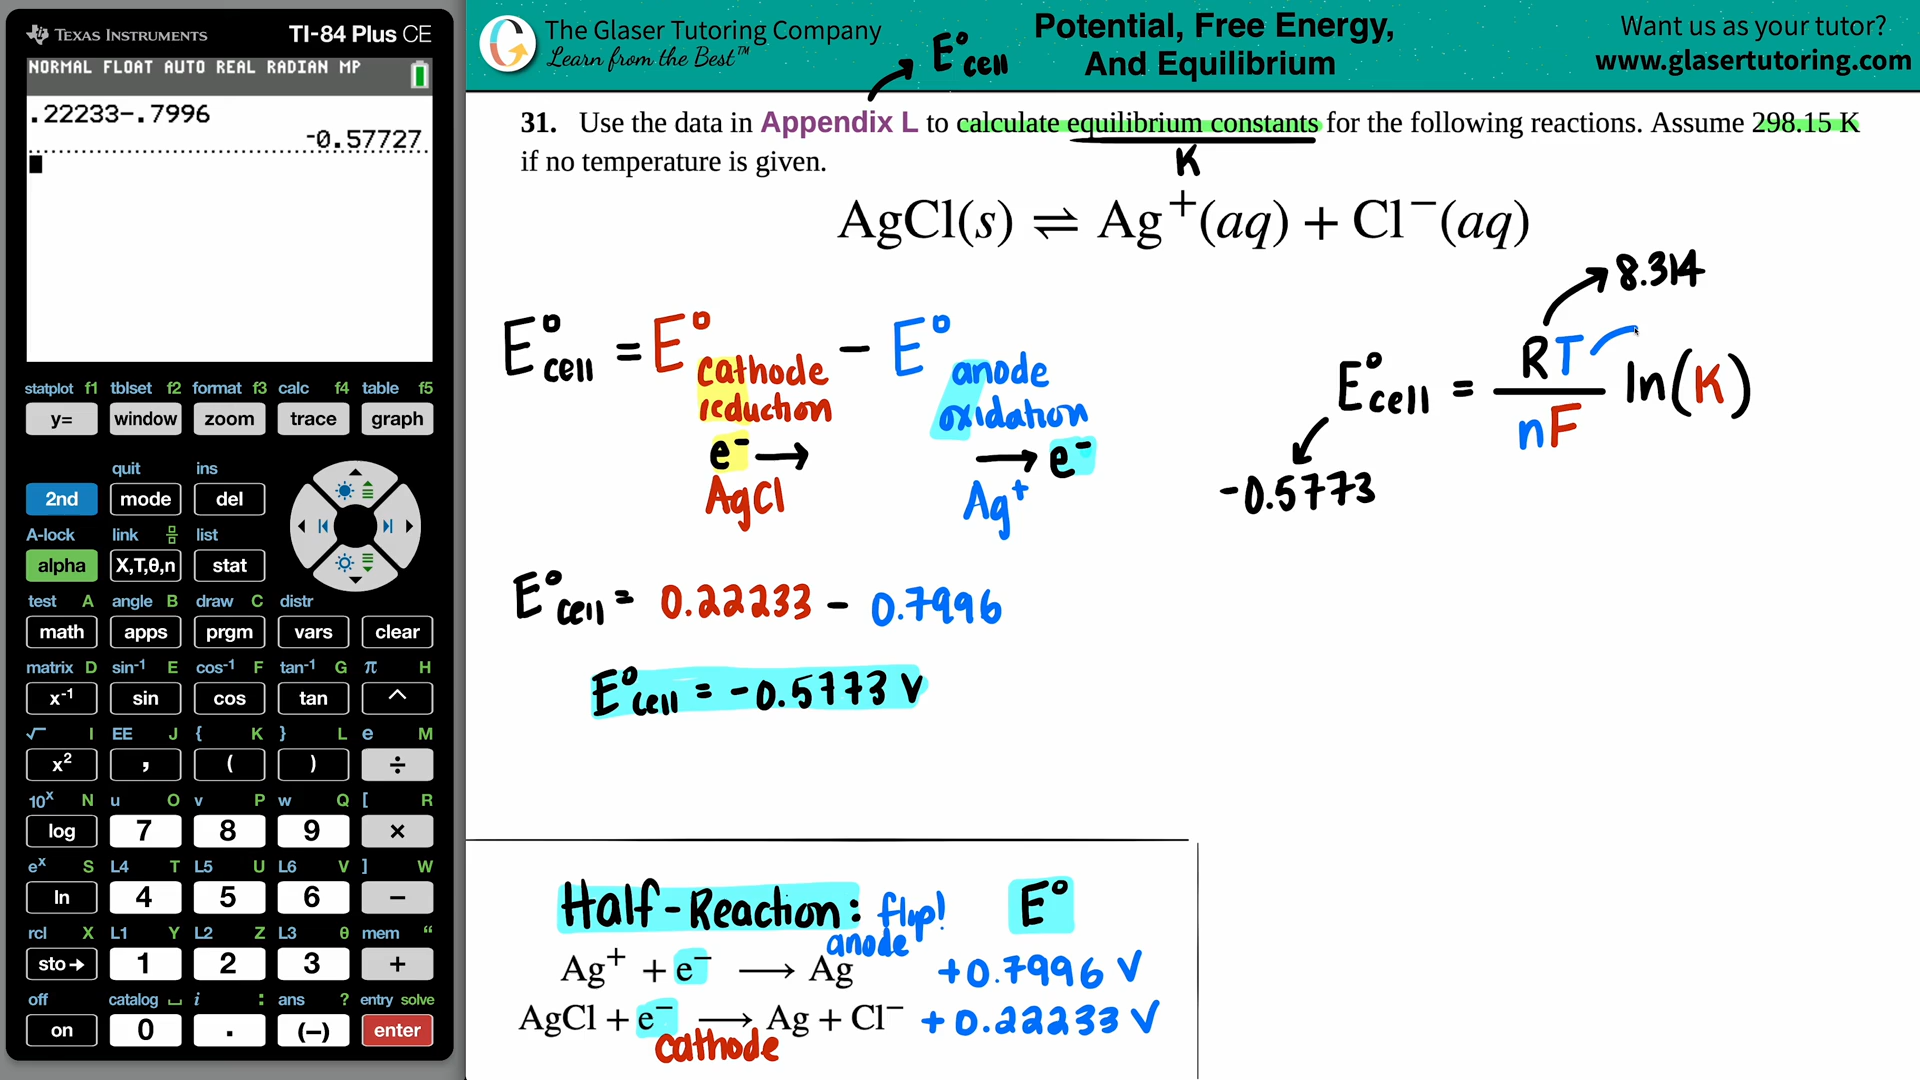 TEXAS INSTRUMENTS TI-84 Plus CE
NORMAL FLOAT AUTO REAL RADIAN MP
.22233-.7996
-0.57727
statplot f1 tblset f2 format f3 calc f4 table f5
y= window zoom trace graph
quit ins
2nd mode del
A-lock link list
alpha X,T,θ,n stat
test A angle B draw C distr
math apps prgm vars clear
matrix D sin⁻¹ E cos⁻¹ F tan⁻¹ G π H
x⁻¹ sin cos tan ^
√ I EE J { K } L e M
x² , ( ) ÷
10ˣ N u O v P w Q [ R
log 7 8 9 ×
eˣ S L4 T L5 U L6 V ] W
ln 4 5 6 −
rcl X L1 Y L2 Z L3 θ mem "
sto→ 1 2 3 +
off catalog ⎵ i : ans ? entry solve
on 0 . (−) enter
The Glaser Tutoring Company
Learn from the Best™
E°cell
Potential, Free Energy,
And Equilibrium
Want us as your tutor?
www.glasertutoring.com
31. Use the data in Appendix L to calculate equilibrium constants for the following reactions. Assume 298.15 K
if no temperature is given.
K
AgCl(s) ⇌ Ag⁺(aq) + Cl⁻(aq)
E°cell = E° cathode − E° anode
reduction oxidation
e⁻ → → e⁻
AgCl Ag⁺
E°cell = 0.22233 - 0.7996
E°cell = -0.5773 V
8.314
E°cell = RT/nF ln(K)
-0.5773
Half-Reaction: flip! E°
anode
Ag⁺ + e⁻ → Ag +0.7996 V
AgCl + e⁻ → Ag + Cl⁻ +0.22233 V
cathode